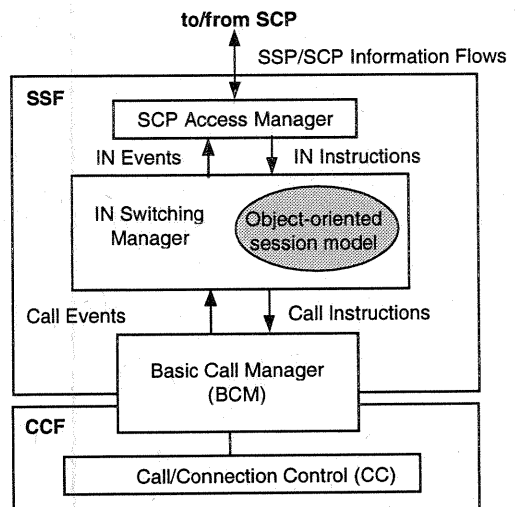 to/from SCP
SSP/SCP Information Flows
SSF
SCP Access Manager
IN Events
IN Instructions
IN Switching
Manager
Object-oriented
session model
Call Events
Call Instructions
Basic Call Manager
(BCM)
CCF
Call/Connection Control (CC)